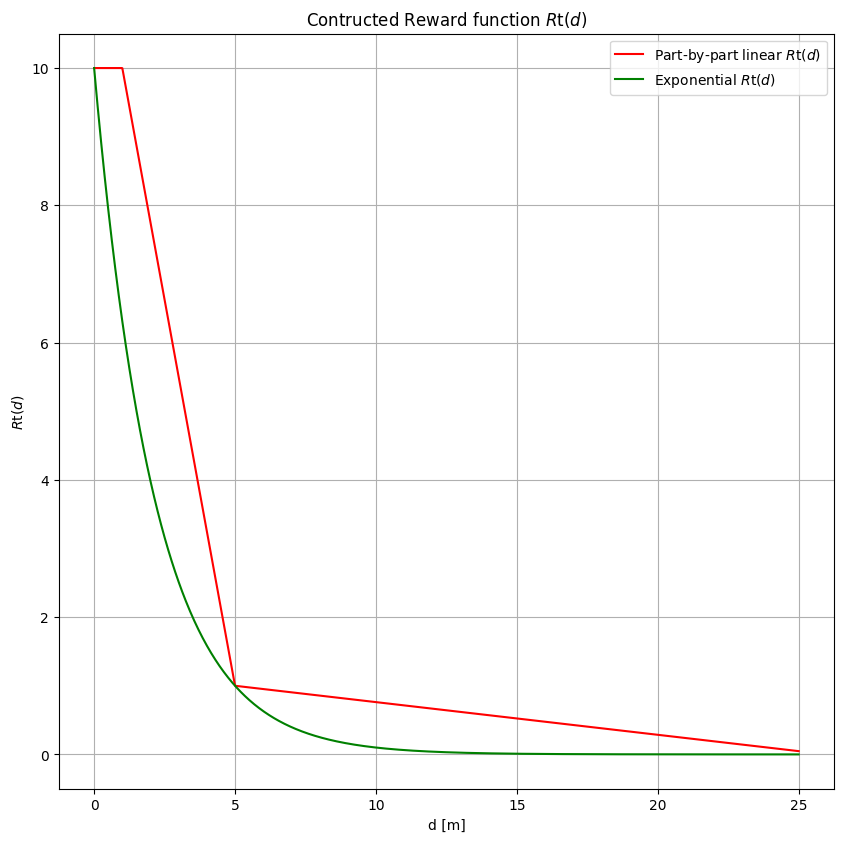 Contructed Reward function Rt(d)
Part-by-part linear Rt(d)
Exponential Rt(d)
Rt(d)
10
8
6
4
2
0
0 5 10 15 20 25
d [m]